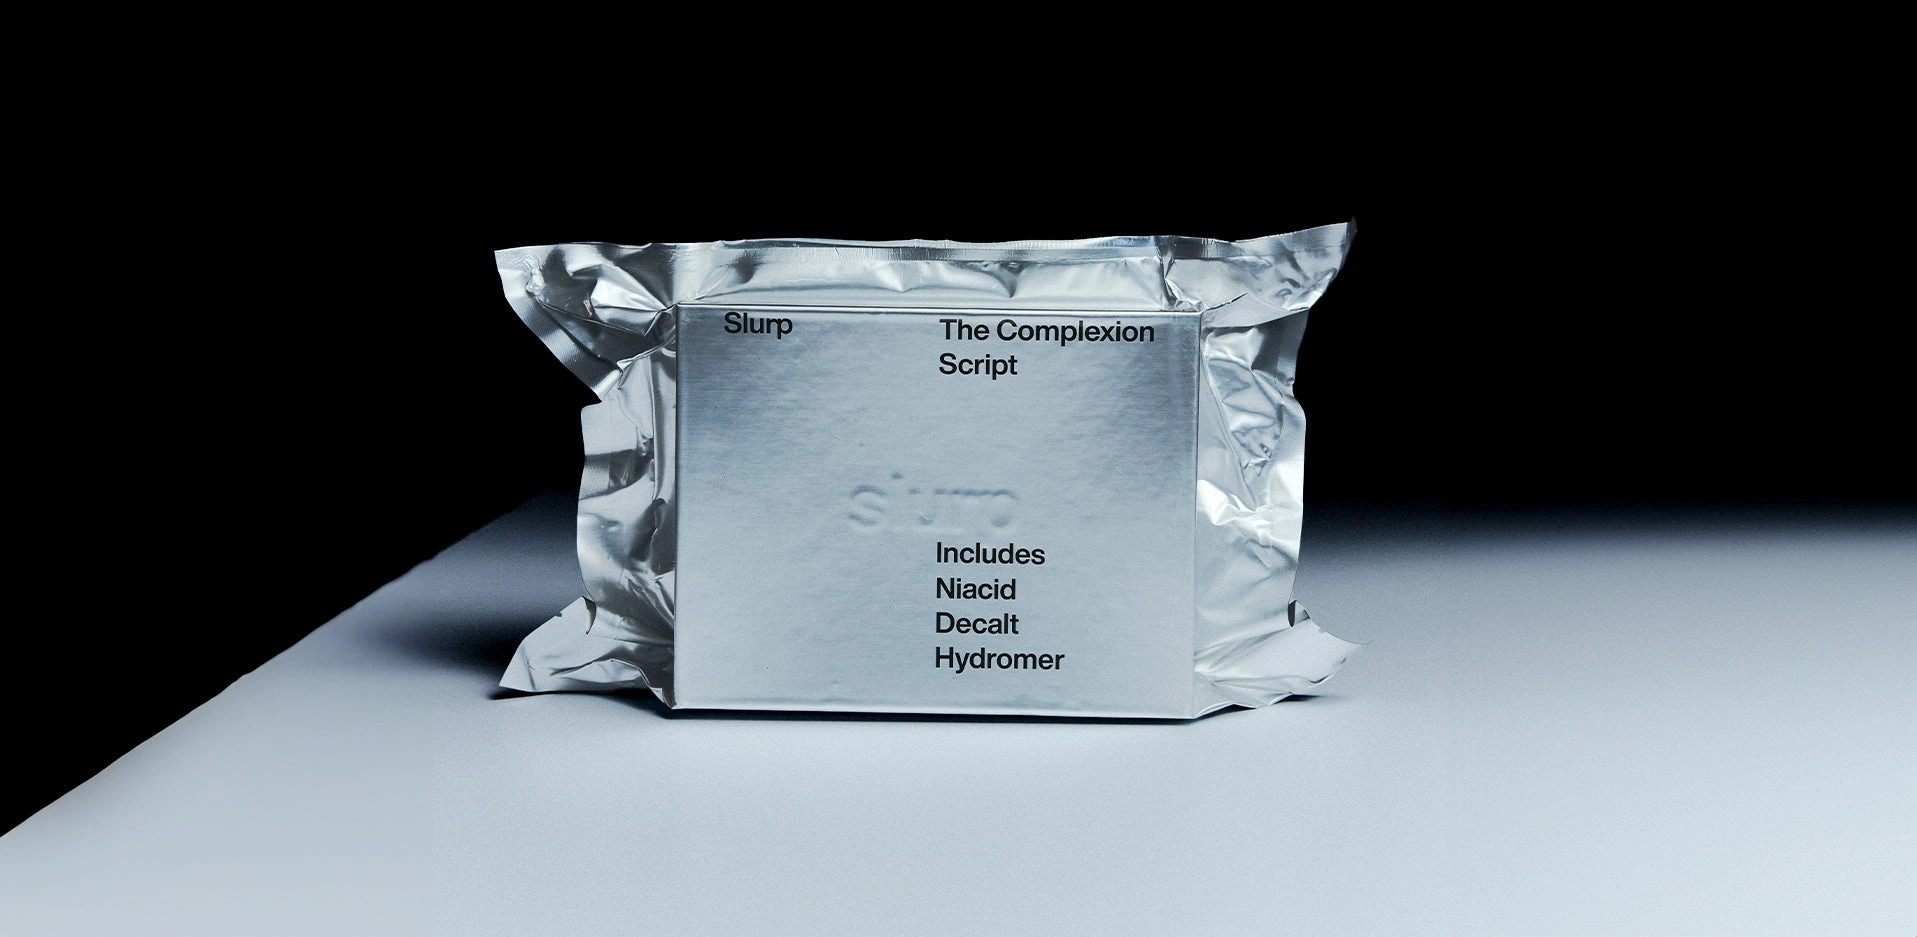 Slurp
The Complexion
Script
slurp
Includes
Niacid
Decalt
Hydromer